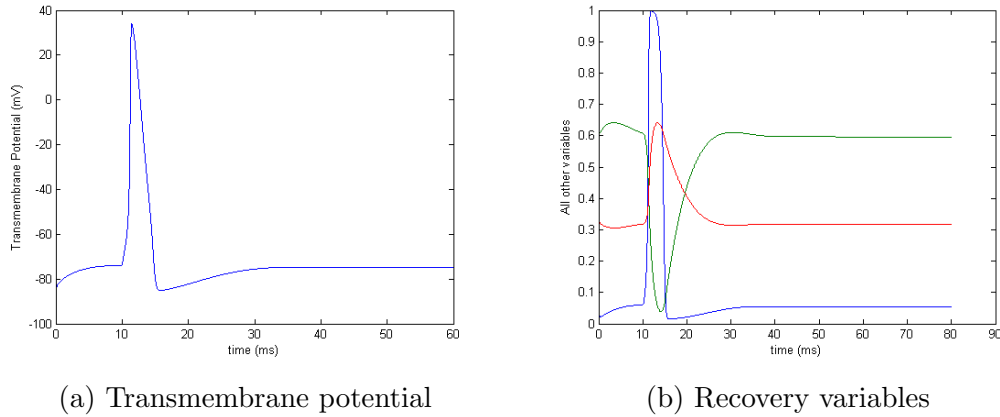 40
20
0
-20
-40
-60
-80
-100
Transmembrane Potential (mV)
0 10 20 30 40 50 60
time (ms)
(a) Transmembrane potential
1
0.9
0.8
0.7
0.6
0.5
0.4
0.3
0.2
0.1
0
All other variables
0 10 20 30 40 50 60 70 80 90
time (ms)
(b) Recovery variables